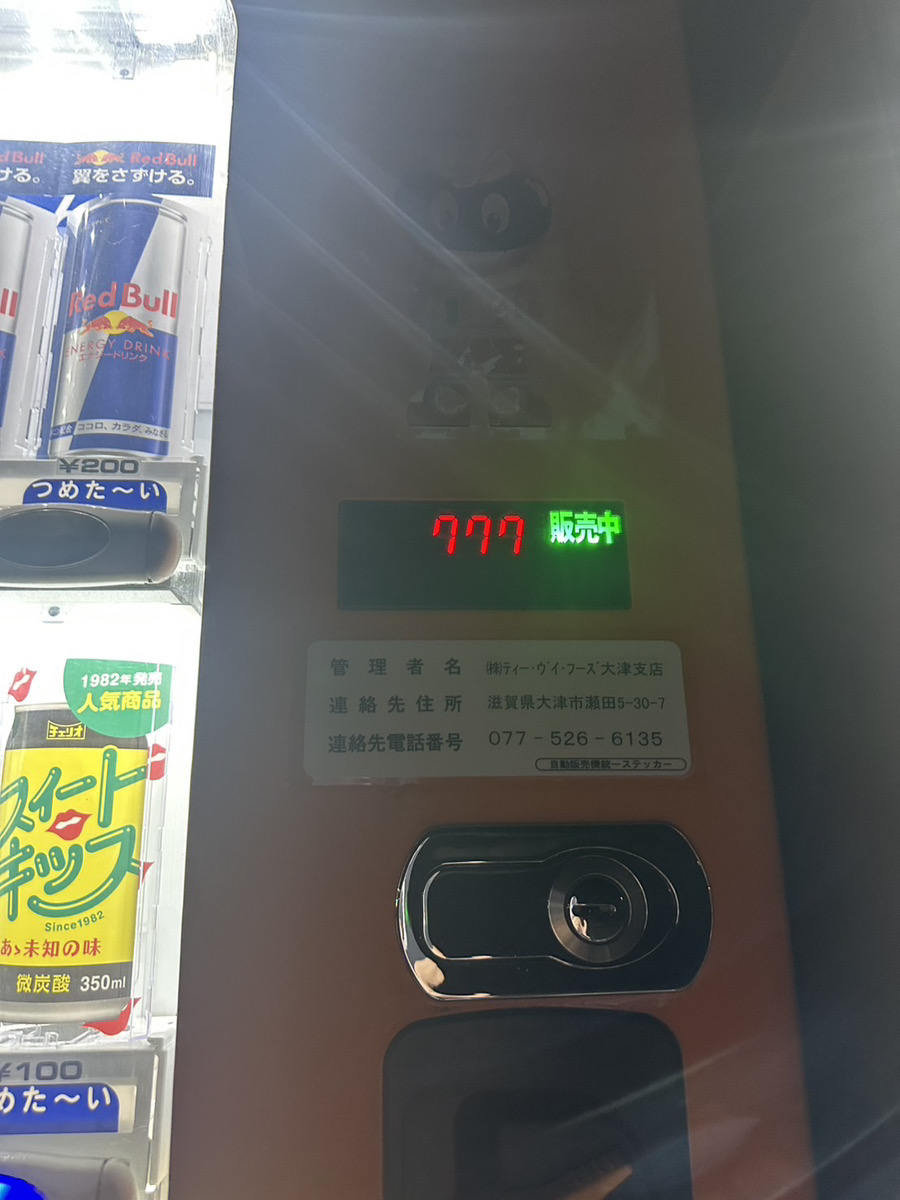 Red Bull
ける。
Red Bull
翼をさずける。
Red Bull
ENERGY DRINK
エナジードリンク
ココロ、カラダ、みなぎる
¥200
つめた〜い
1982年発売
人気商品
チェリオ
スイート
キッス
Since1982
あゝ未知の味
微炭酸 350ml
¥100
めた〜い
777 販売中
管理者名 ㈱ティー・ヴイ・フーズ大津支店
連絡先住所 滋賀県大津市瀬田5-30-7
連絡先電話番号 077-526-6135
自動販売機統一ステッカー